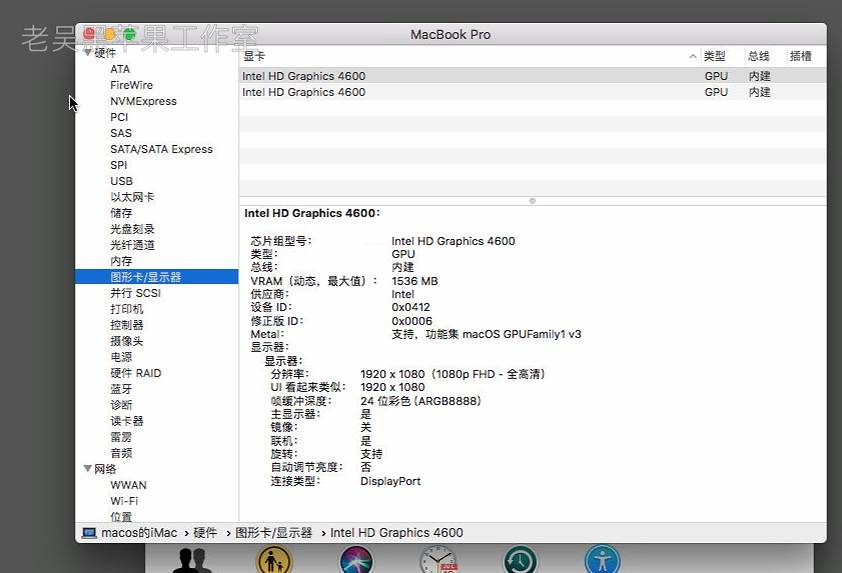 老吴黑苹果工作室
MacBook Pro
硬件
ATA
FireWire
NVMExpress
PCI
SAS
SATA/SATA Express
SPI
USB
以太网卡
储存
光盘刻录
光纤通道
内存
图形卡/显示器
并行 SCSI
打印机
控制器
摄像头
电源
硬件 RAID
蓝牙
诊断
读卡器
雷雳
音频
网络
WWAN
Wi-Fi
位置
显卡 类型 总线 插槽
Intel HD Graphics 4600 GPU 内建
Intel HD Graphics 4600 GPU 内建
Intel HD Graphics 4600：
芯片组型号： Intel HD Graphics 4600
类型： GPU
总线： 内建
VRAM（动态，最大值）： 1536 MB
供应商： Intel
设备 ID： 0x0412
修正版 ID： 0x0006
Metal： 支持，功能集 macOS GPUFamily1 v3
显示器：
显示器：
分辨率： 1920 x 1080（1080p FHD - 全高清）
UI 看起来类似： 1920 x 1080
帧缓冲深度： 24 位彩色 (ARGB8888)
主显示器： 是
镜像： 关
联机： 是
旋转： 支持
自动调节亮度： 否
连接类型： DisplayPort
macos的iMac › 硬件 › 图形卡/显示器 › Intel HD Graphics 4600